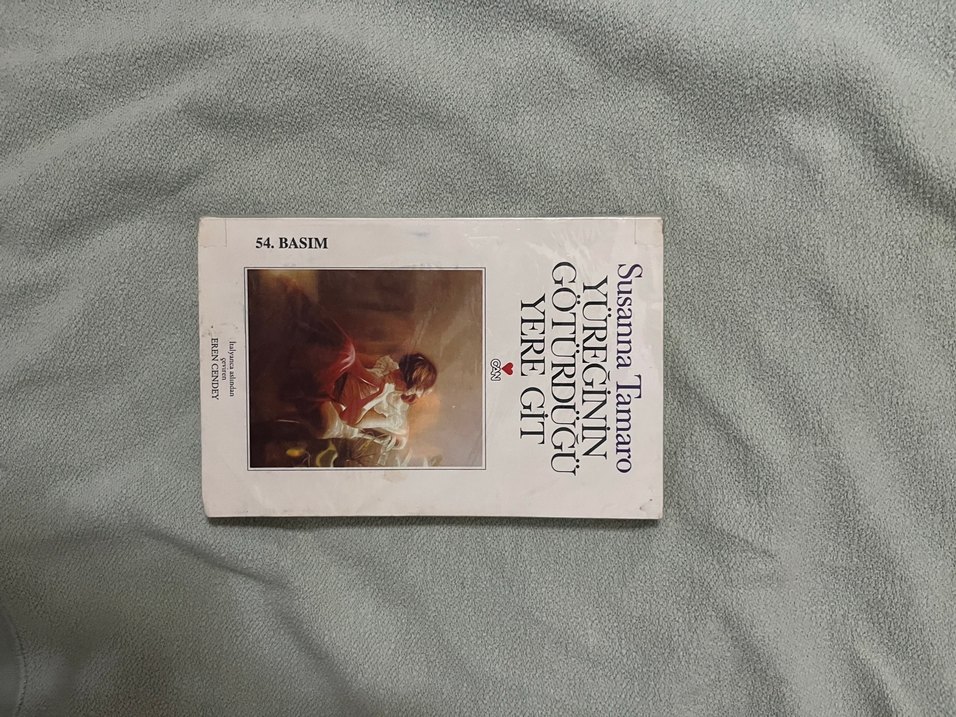 Susanna Tamaro
YÜREĞİNİN
GÖTÜRDÜĞÜ
YERE GİT
CAN
54. BASIM
İtalyanca aslından
çeviren
EREN CENDEY